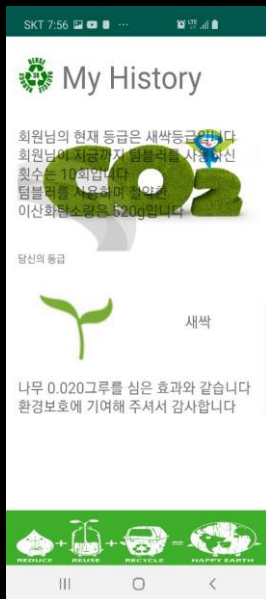 SKT 7:56
REUSE
REDUCE
RECYCLE
My History
회원님의 현재 등급은 새싹등급입니다
회원님이 지금까지 텀블러를 사용하신
횟수는 10회입니다
텀블러를 사용하며 절약한
이산화탄소량은 520g입니다
CO2
당신의 등급
새싹
나무 0.020그루를 심은 효과와 같습니다
환경보호에 기여해 주셔서 감사합니다
REDUCE + REUSE + RECYCLE = HAPPY EARTH